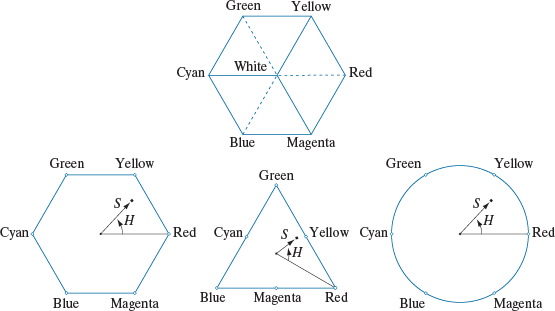 Green Yellow
Cyan White Red
Blue Magenta
Green Yellow
S
H
Cyan Red
Blue Magenta
Green
Cyan S Yellow
H
Blue Magenta Red
Green Yellow
S
H
Cyan Red
Blue Magenta